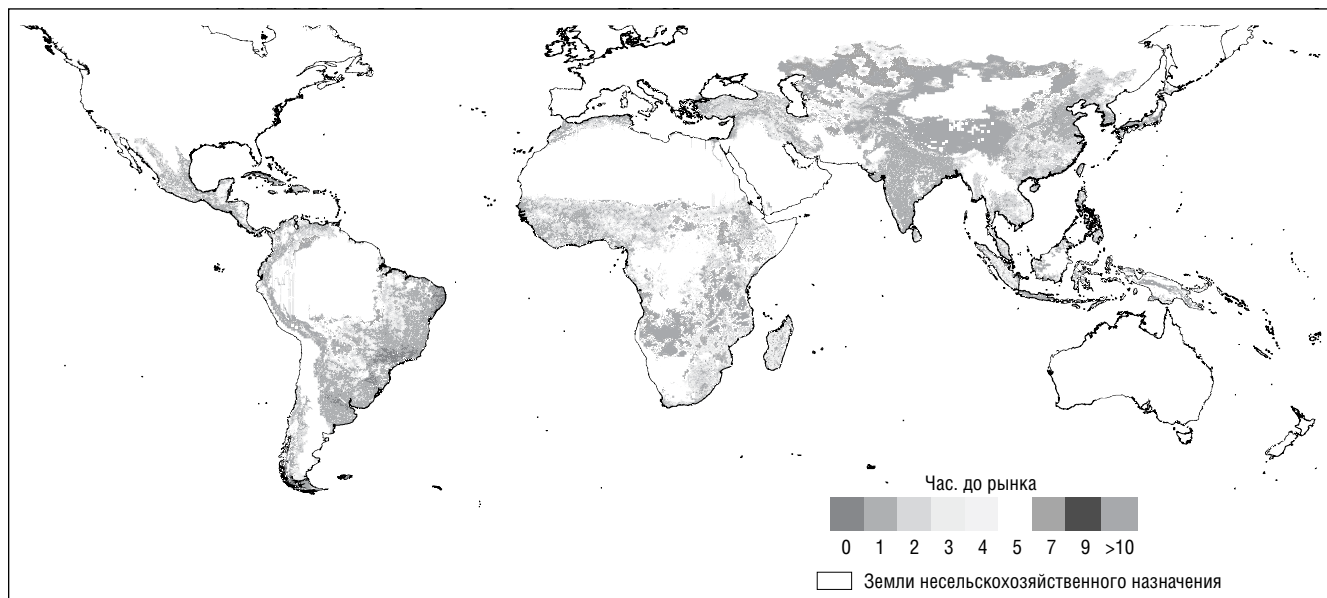 Час. до рынка
0 1 2 3 4 5 7 9 >10
Земли несельскохозяйственного назначения